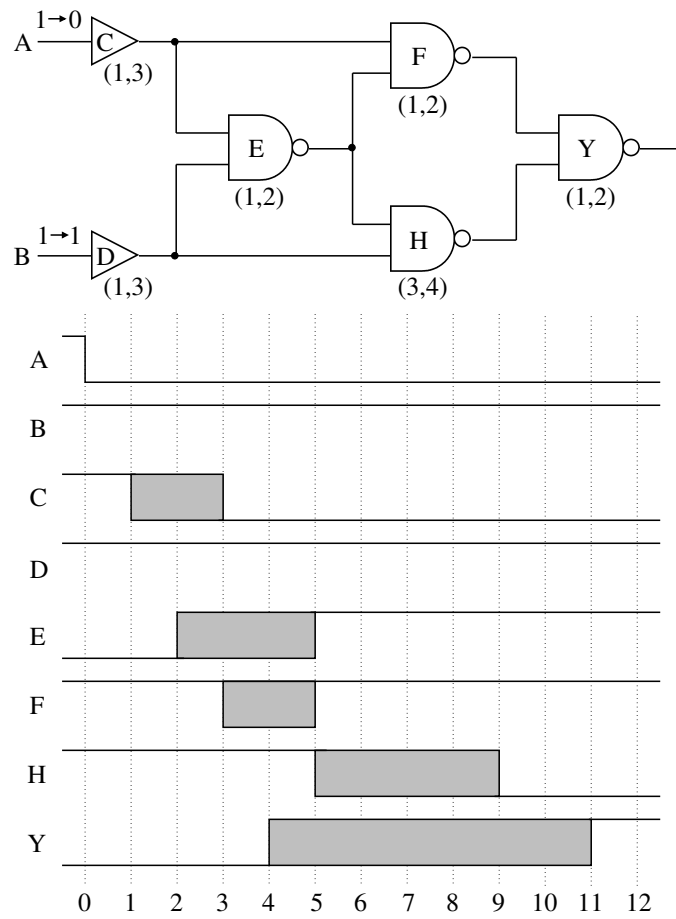 1→0
A
C
(1,3)
F
(1,2)
E
(1,2)
Y
(1,2)
1→1
B
D
(1,3)
H
(3,4)
A
B
C
D
E
F
H
Y
0 1 2 3 4 5 6 7 8 9 10 11 12